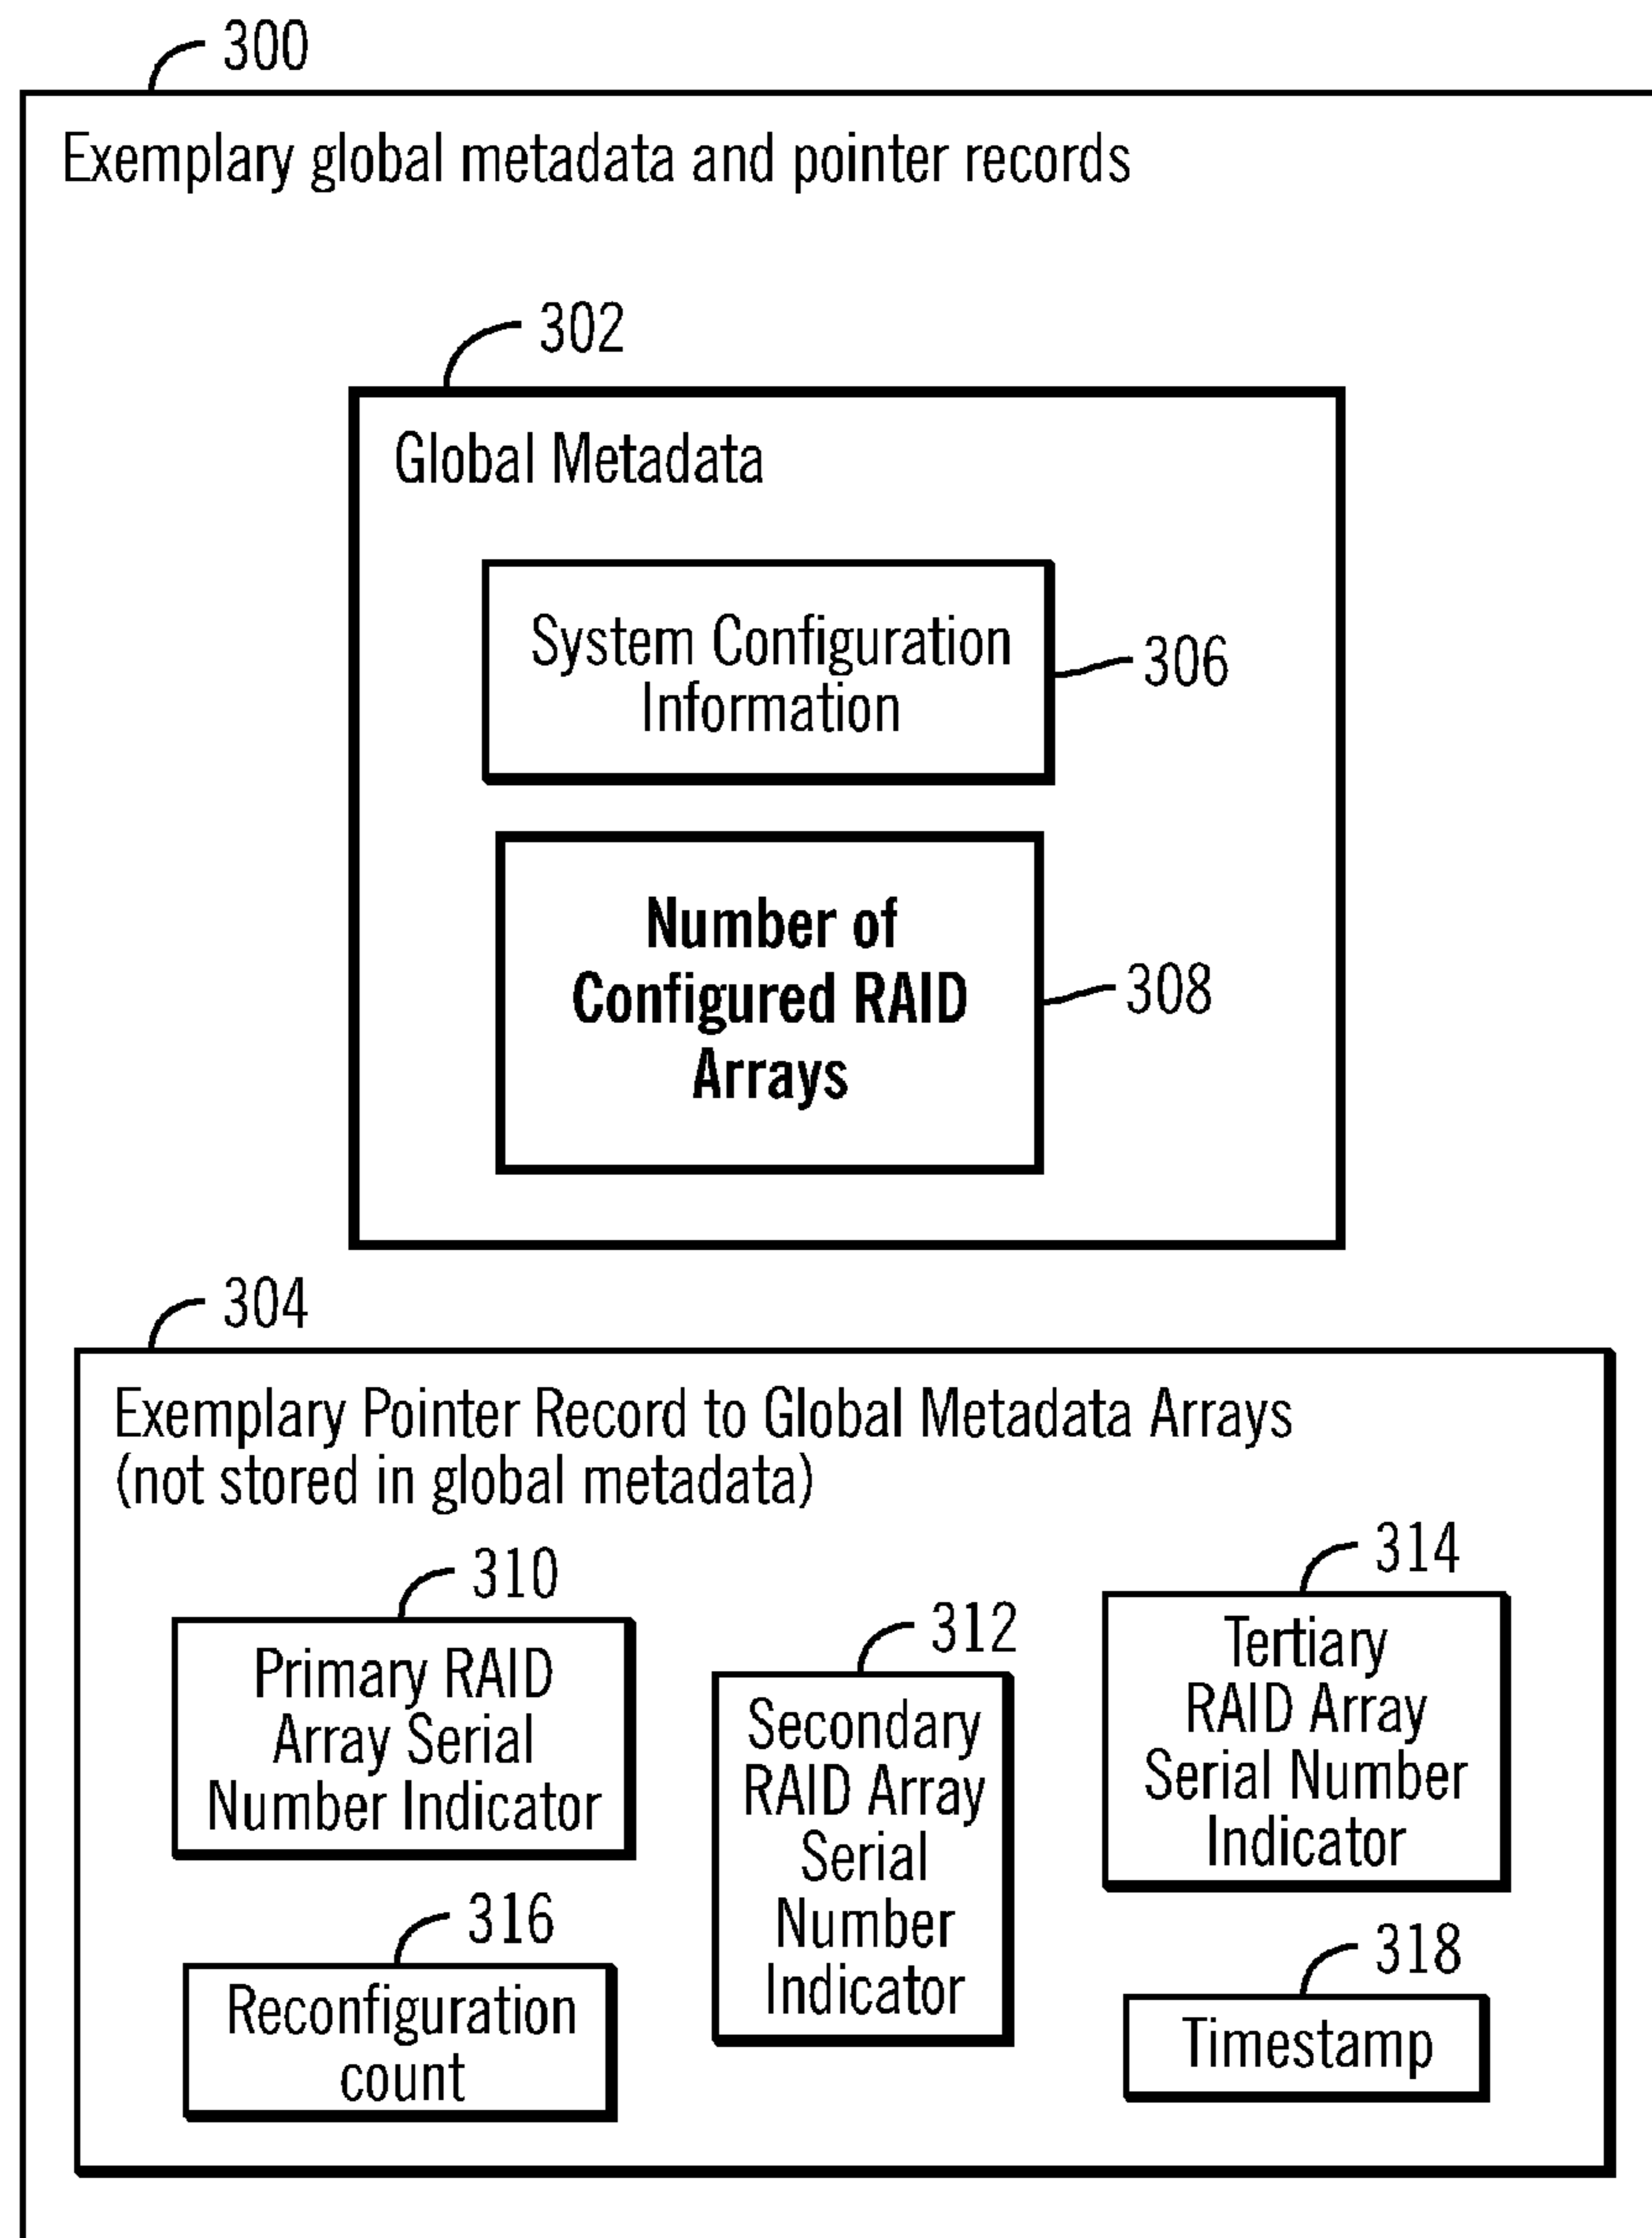 300
Exemplary global metadata and pointer records
302
Global Metadata
System Configuration
Information
306
Number of
Configured RAID
Arrays
308
304
Exemplary Pointer Record to Global Metadata Arrays
(not stored in global metadata)
310
Primary RAID
Array Serial
Number Indicator
312
Secondary
RAID Array
Serial
Number
Indicator
314
Tertiary
RAID Array
Serial Number
Indicator
316
Reconfiguration
count
318
Timestamp